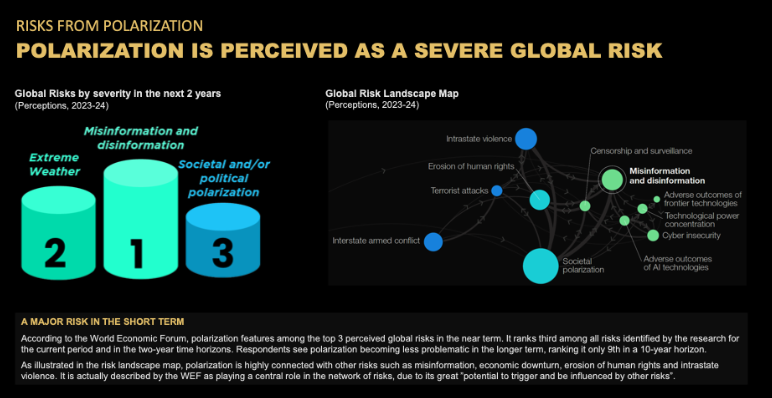 RISKS FROM POLARIZATION
POLARIZATION IS PERCEIVED AS A SEVERE GLOBAL RISK
Global Risks by severity in the next 2 years
(Perceptions, 2023-24)
Misinformation and
disinformation
Extreme
Weather
Societal and/or
political
polarization
2
1
3
Global Risk Landscape Map
(Perceptions, 2023-24)
Intrastate violence
Censorship and surveillance
Erosion of human rights
Misinformation
and disinformation
Terrorist attacks
Adverse outcomes of
frontier technologies
Technological power
concentration
Cyber insecurity
Interstate armed conflict
Societal
polarization
Adverse outcomes
of AI technologies
A MAJOR RISK IN THE SHORT TERM
According to the World Economic Forum, polarization features among the top 3 perceived global risks in the near term. It ranks third among all risks identified by the research for
the current period and in the two-year time horizons. Respondents see polarization becoming less problematic in the longer term, ranking it only 9th in a 10-year horizon.
As illustrated in the risk landscape map, polarization is highly connected with other risks such as misinformation, economic downturn, erosion of human rights and intrastate
violence. It is actually described by the WEF as playing a central role in the network of risks, due to its great "potential to trigger and be influenced by other risks".